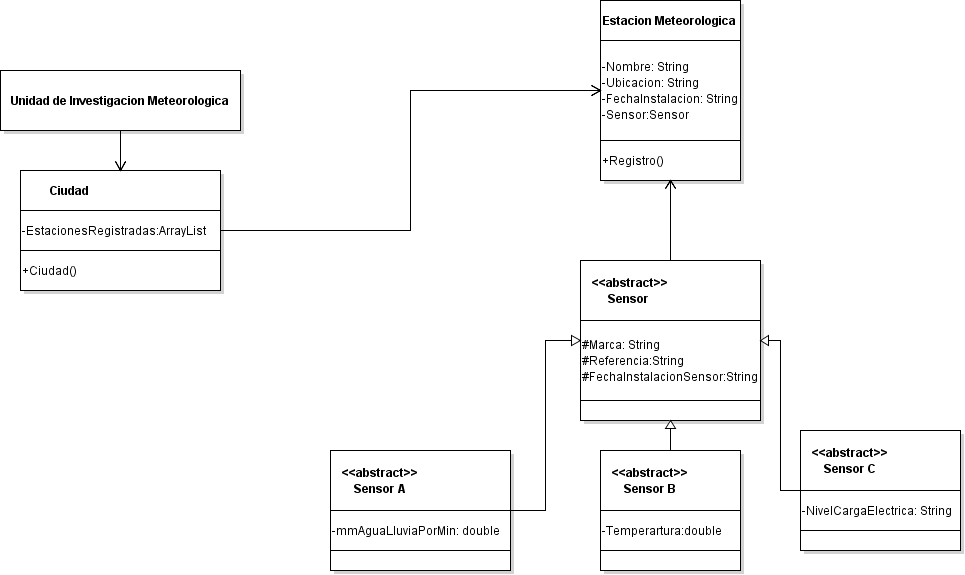 Estacion Meteorologica
-Nombre: String
-Ubicacion: String
-FechaInstalacion: String
-Sensor:Sensor
+Registro()
Unidad de Investigacion Meteorologica
Ciudad
-EstacionesRegistradas:ArrayList
+Ciudad()
<<abstract>>
Sensor
#Marca: String
#Referencia:String
#FechaInstalacionSensor:String
<<abstract>>
Sensor A
-mmAguaLluviaPorMin: double
<<abstract>>
Sensor B
-Temperartura:double
<<abstract>>
Sensor C
-NivelCargaElectrica: String